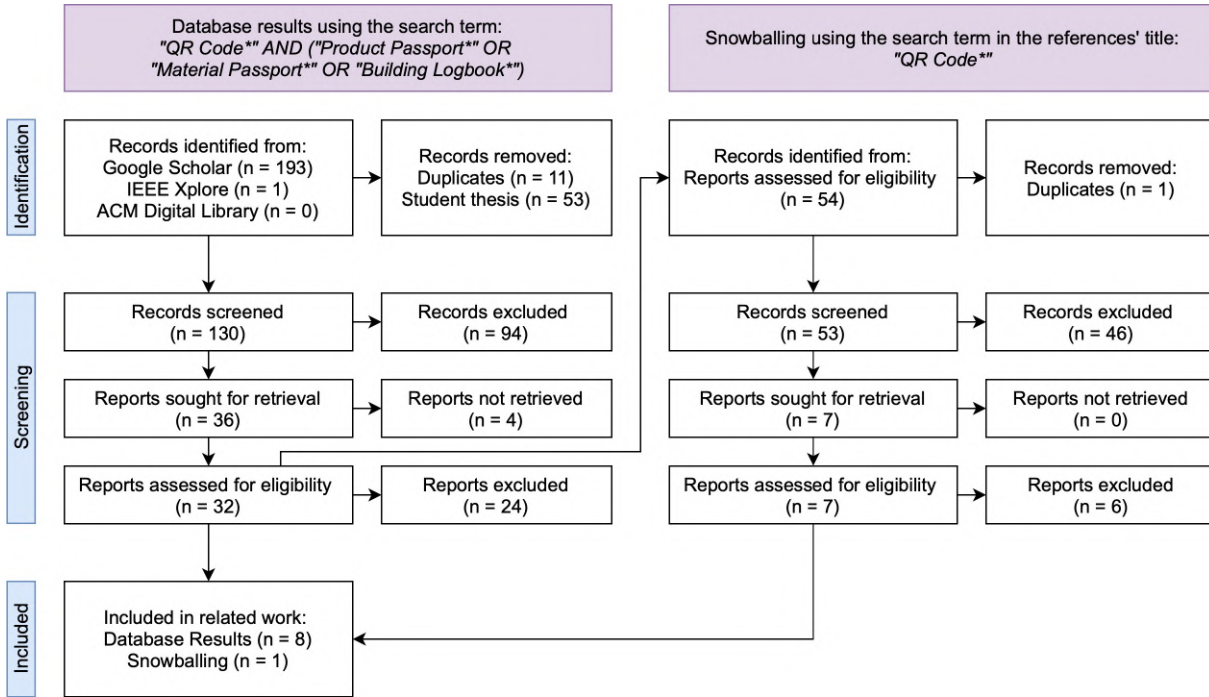 Database results using the search term:
"QR Code*" AND ("Product Passport*" OR
"Material Passport*" OR "Building Logbook*")
Snowballing using the search term in the references' title:
"QR Code*"
Identification
Records identified from:
Google Scholar (n = 193)
IEEE Xplore (n = 1)
ACM Digital Library (n = 0)
Records removed:
Duplicates (n = 11)
Student thesis (n = 53)
Records identified from:
Reports assessed for eligibility
(n = 54)
Records removed:
Duplicates (n = 1)
Screening
Records screened
(n = 130)
Records excluded
(n = 94)
Records screened
(n = 53)
Records excluded
(n = 46)
Reports sought for retrieval
(n = 36)
Reports not retrieved
(n = 4)
Reports sought for retrieval
(n = 7)
Reports not retrieved
(n = 0)
Reports assessed for eligibility
(n = 32)
Reports excluded
(n = 24)
Reports assessed for eligibility
(n = 7)
Reports excluded
(n = 6)
Included
Included in related work:
Database Results (n = 8)
Snowballing (n = 1)